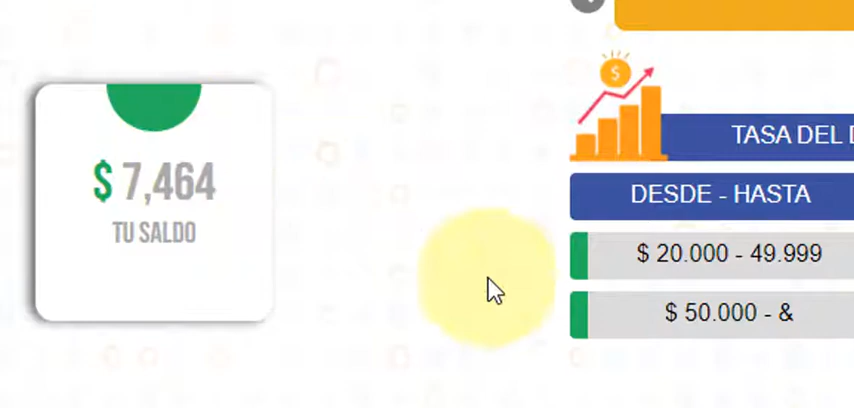 $ 7,464
TU SALDO
TASA DEL
DESDE - HASTA
$ 20.000 - 49.999
$ 50.000 - &